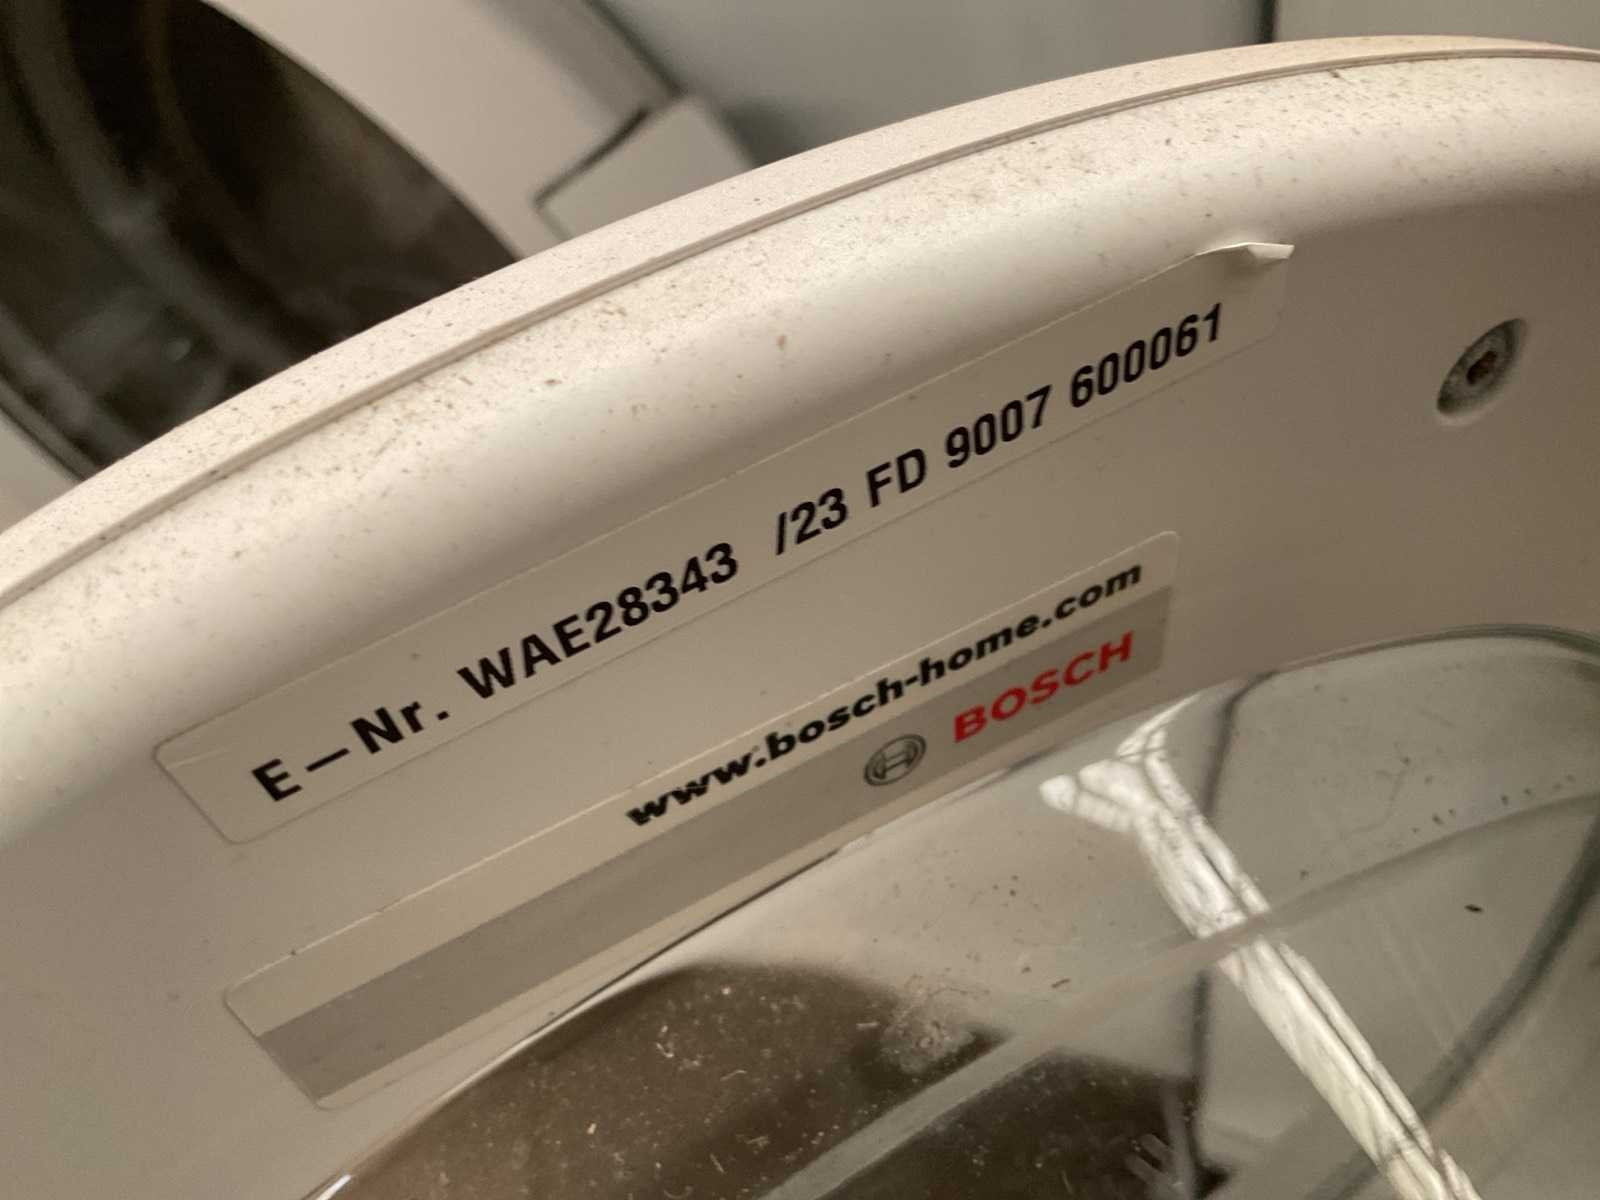 E-Nr. WAE28343 /23 FD 9007 600061
www.bosch-home.com
BOSCH